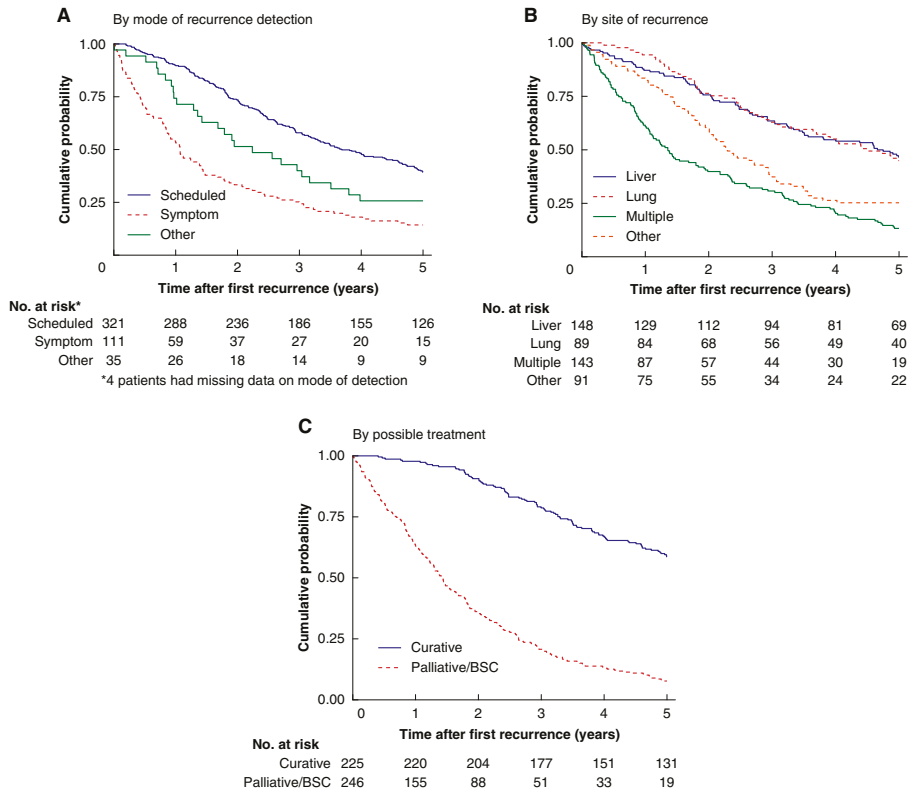 A
By mode of recurrence detection
1.00
0.75
0.50
0.25
0
Cumulative probability
Scheduled
Symptom
Other
0 1 2 3 4 5
Time after first recurrence (years)
No. at risk*
Scheduled 321 288 236 186 155 126
Symptom 111 59 37 27 20 15
Other 35 26 18 14 9 9
*4 patients had missing data on mode of detection
B
By site of recurrence
1.00
0.75
0.50
0.25
Cumulative probability
Liver
Lung
Multiple
Other
0 1 2 3 4 5
Time after first recurrence (years)
No. at risk
Liver 148 129 112 94 81 69
Lung 89 84 68 56 49 40
Multiple 143 87 57 44 30 19
Other 91 75 55 34 24 22
C
By possible treatment
1.00
0.75
0.50
0.25
0.00
Cumulative probability
Curative
Palliative/BSC
0 1 2 3 4 5
Time after first recurrence (years)
No. at risk
Curative 225 220 204 177 151 131
Palliative/BSC 246 155 88 51 33 19